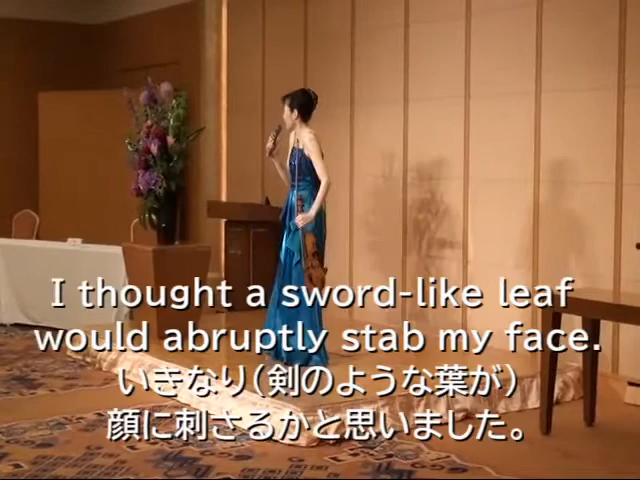 I thought a sword-like leaf
would abruptly stab my face.
いきなり(剣のような葉が)
顔に刺さるかと思いました。